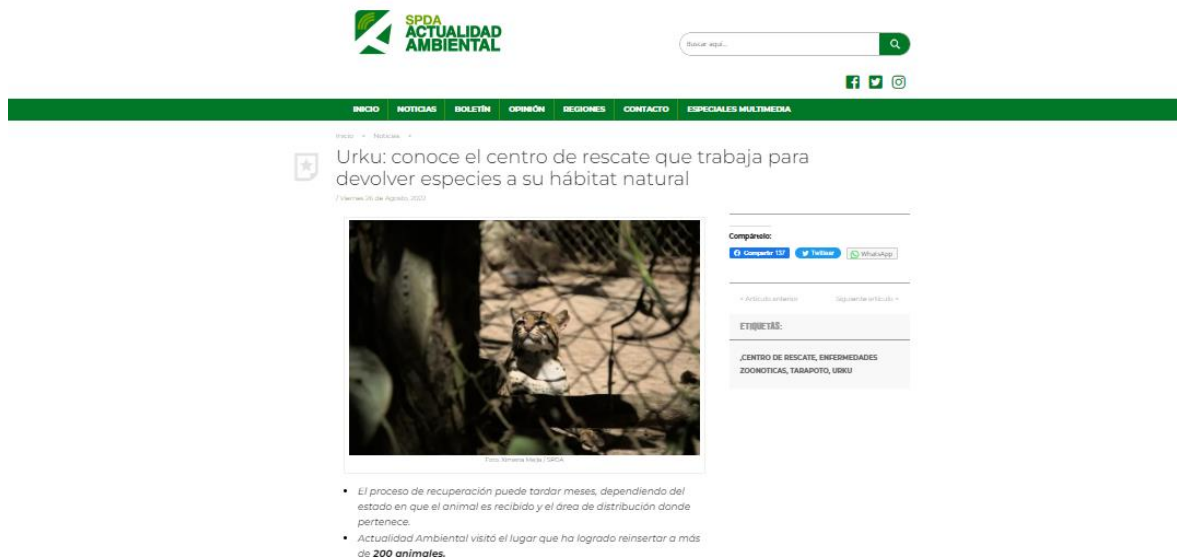 SPDA
ACTUALIDAD
AMBIENTAL
Buscar aquí...
INICIO NOTICIAS BOLETÍN OPINIÓN REGIONES CONTACTO ESPECIALES MULTIMEDIA
Inicio Noticias
Urku: conoce el centro de rescate que trabaja para
devolver especies a su hábitat natural
/ Viernes 26 de Agosto, 2022
Compártelo:
Compartir 137 Twittear WhatsApp
« Artículo anterior Siguiente artículo »
ETIQUETAS:
,CENTRO DE RESCATE, ENFERMEDADES
ZOONOTICAS, TARAPOTO, URKU
Foto: Ximena Mejía / SPDA
El proceso de recuperación puede tardar meses, dependiendo del
estado en que el animal es recibido y el área de distribución donde
pertenece.
Actualidad Ambiental visitó el lugar que ha logrado reinsertar a más
de 200 animales.